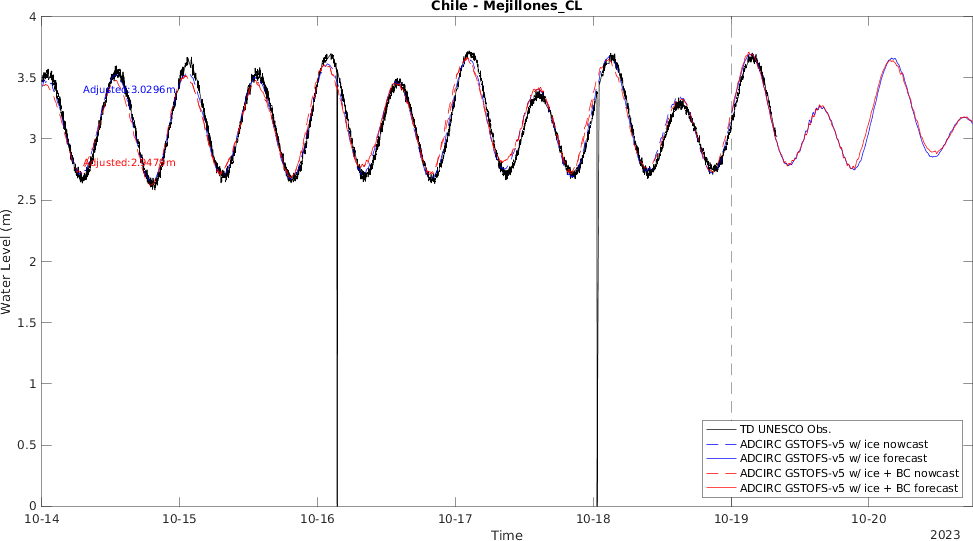 Chile - Mejillones_CL
4
3.5
3
2.5
2
1.5
1
0.5
0
Water Level (m)
Adjusted:3.0296m
Adjusted:2.9479m
TD UNESCO Obs.
ADCIRC GSTOFS-v5 w/ ice nowcast
ADCIRC GSTOFS-v5 w/ ice forecast
ADCIRC GSTOFS-v5 w/ ice + BC nowcast
ADCIRC GSTOFS-v5 w/ ice + BC forecast
10-14 10-15 10-16 10-17 10-18 10-19 10-20
Time
2023